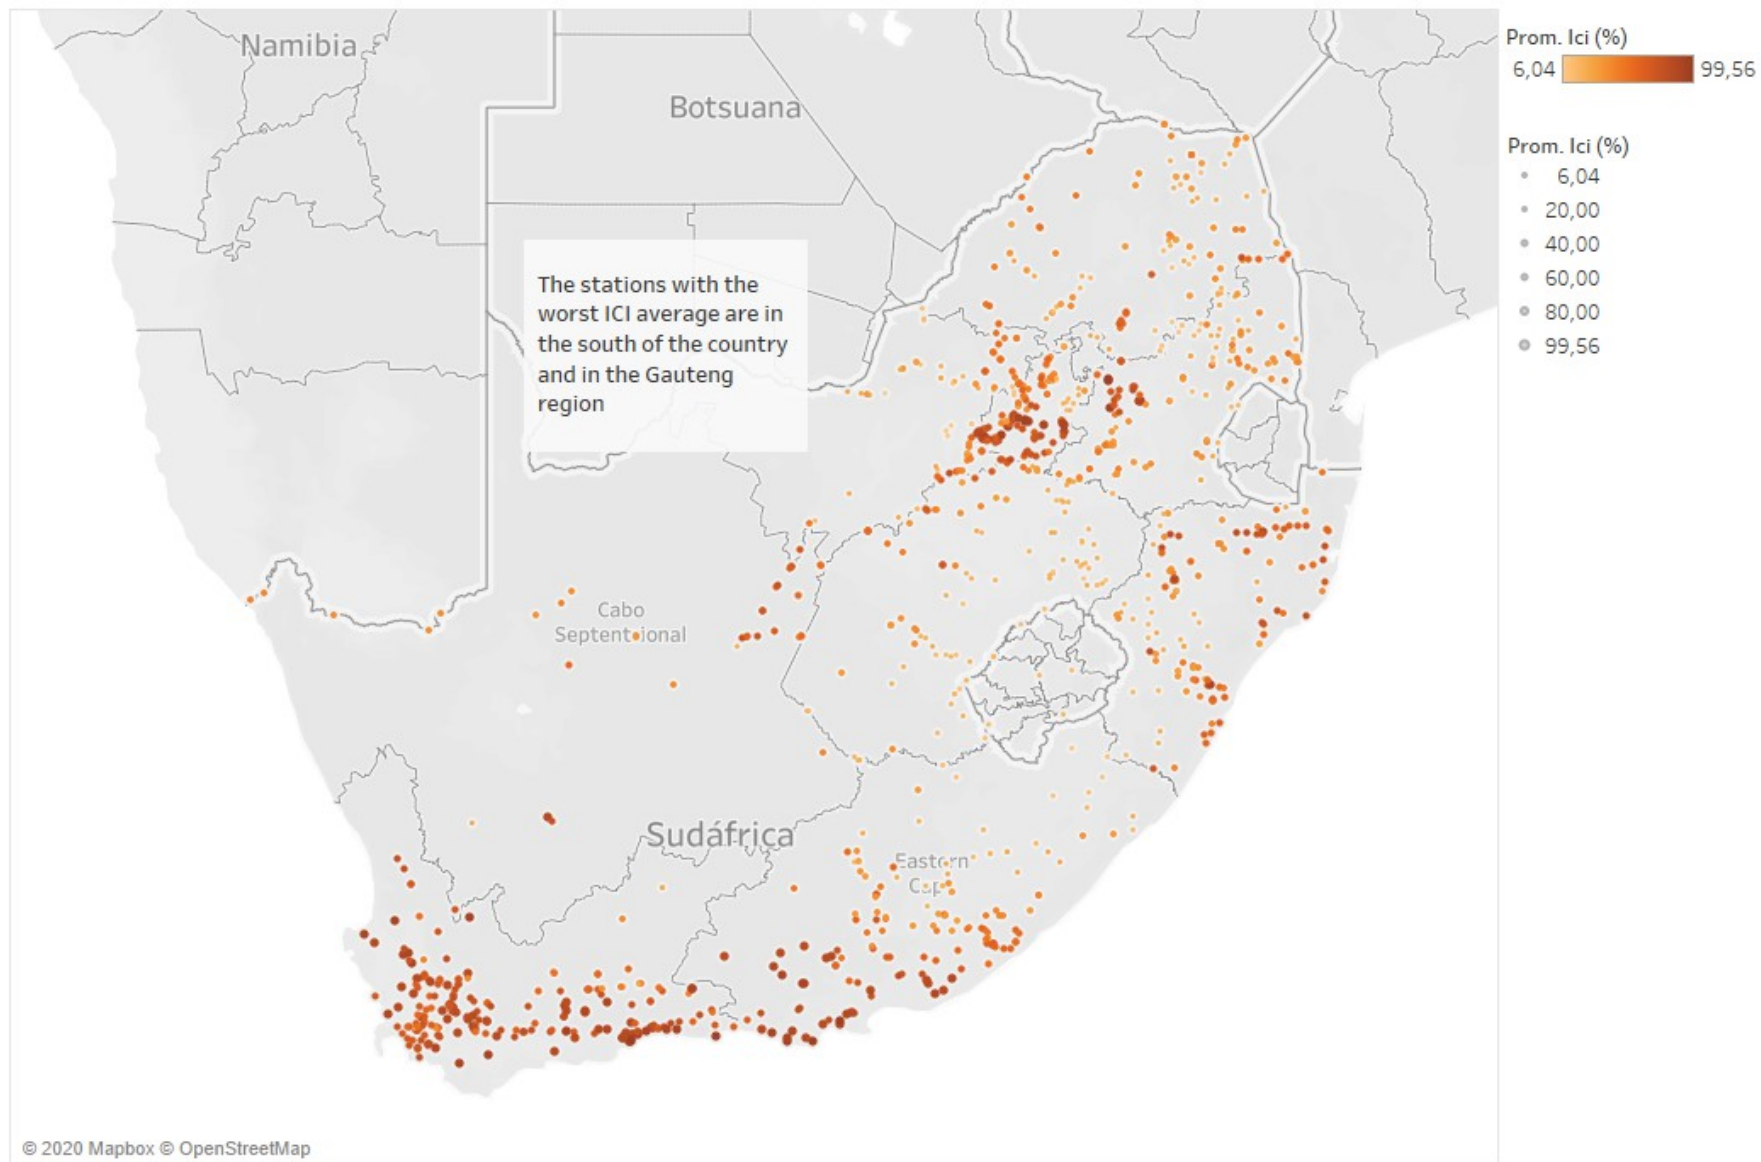 Namibia
Botsuana
The stations with the
worst ICI average are in
the south of the country
and in the Gauteng
region
Cabo
Septentrional
Sudáfrica
Eastern
Cape
© 2020 Mapbox © OpenStreetMap
Prom. Ici (%)
6,04 99,56
Prom. Ici (%)
6,04
20,00
40,00
60,00
80,00
99,56